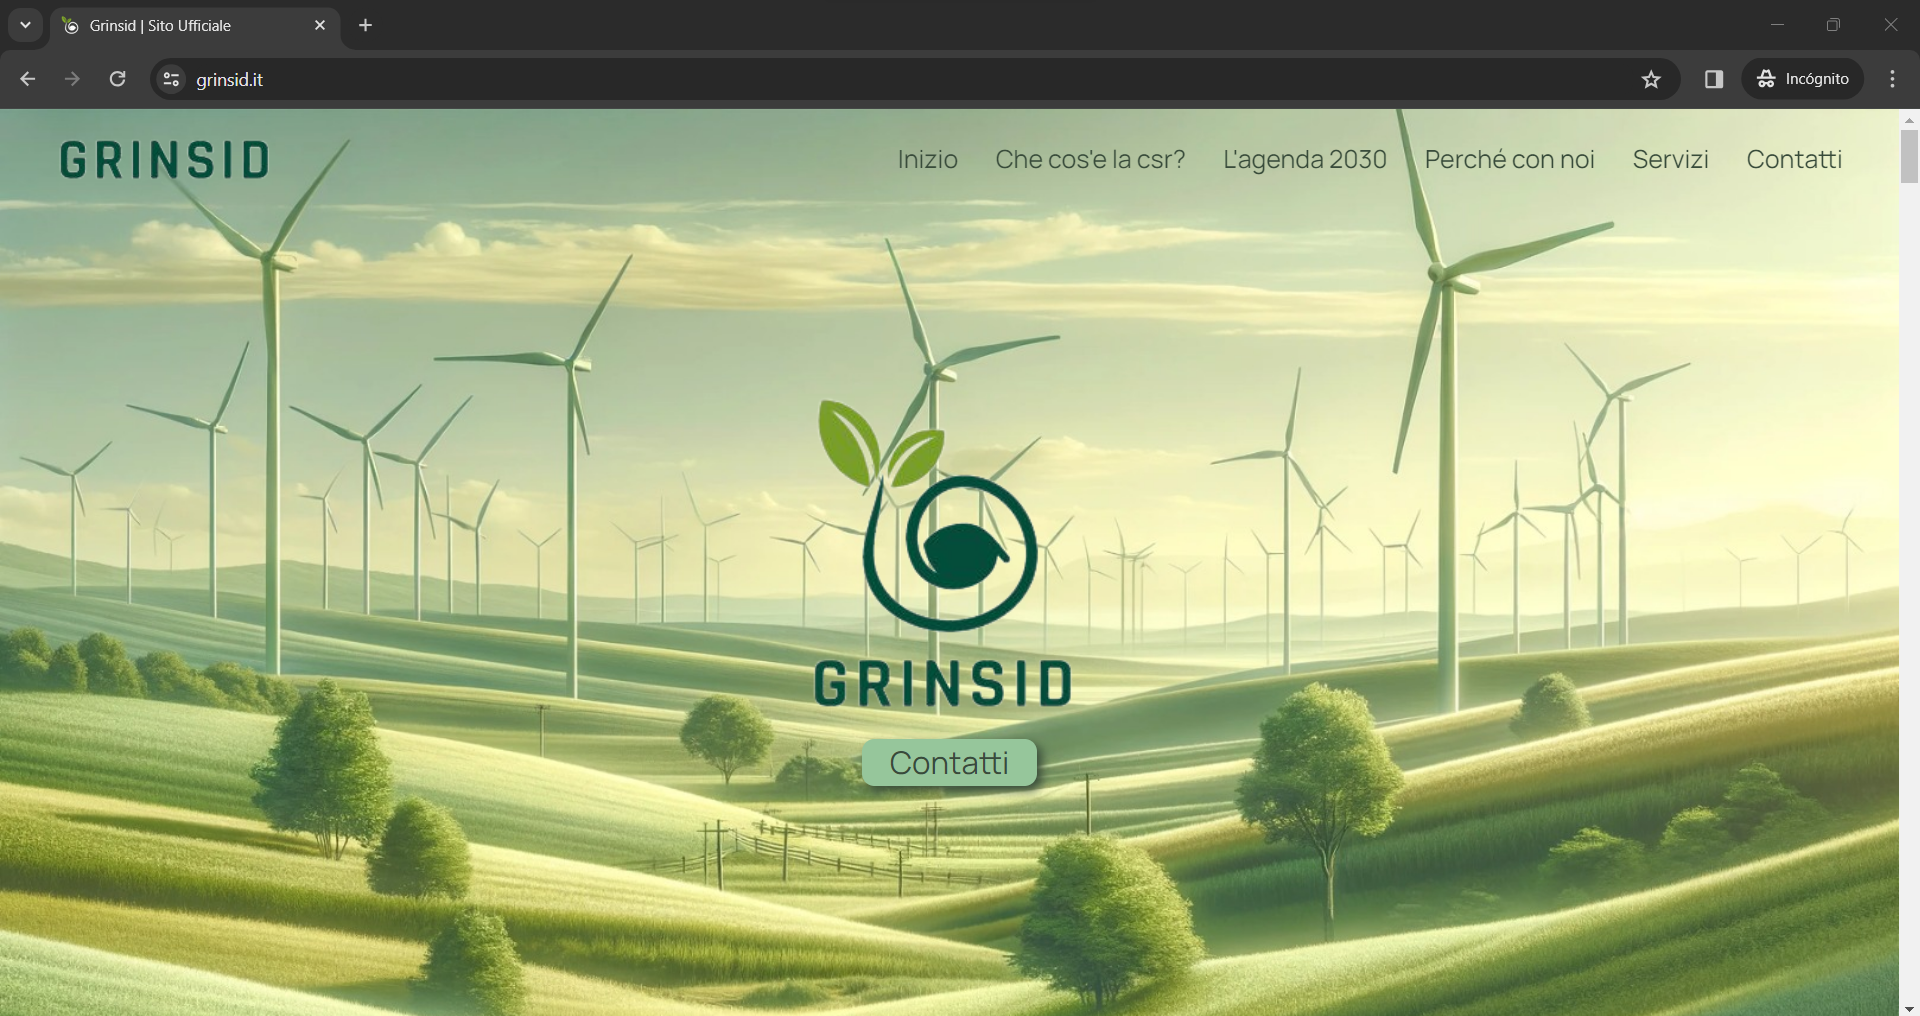 Grinsid | Sito Ufficiale
grinsid.it
Incógnito
GRINSID
Inizio
Che cos'e la csr?
L'agenda 2030
Perché con noi
Servizi
Contatti
GRINSID
Contatti